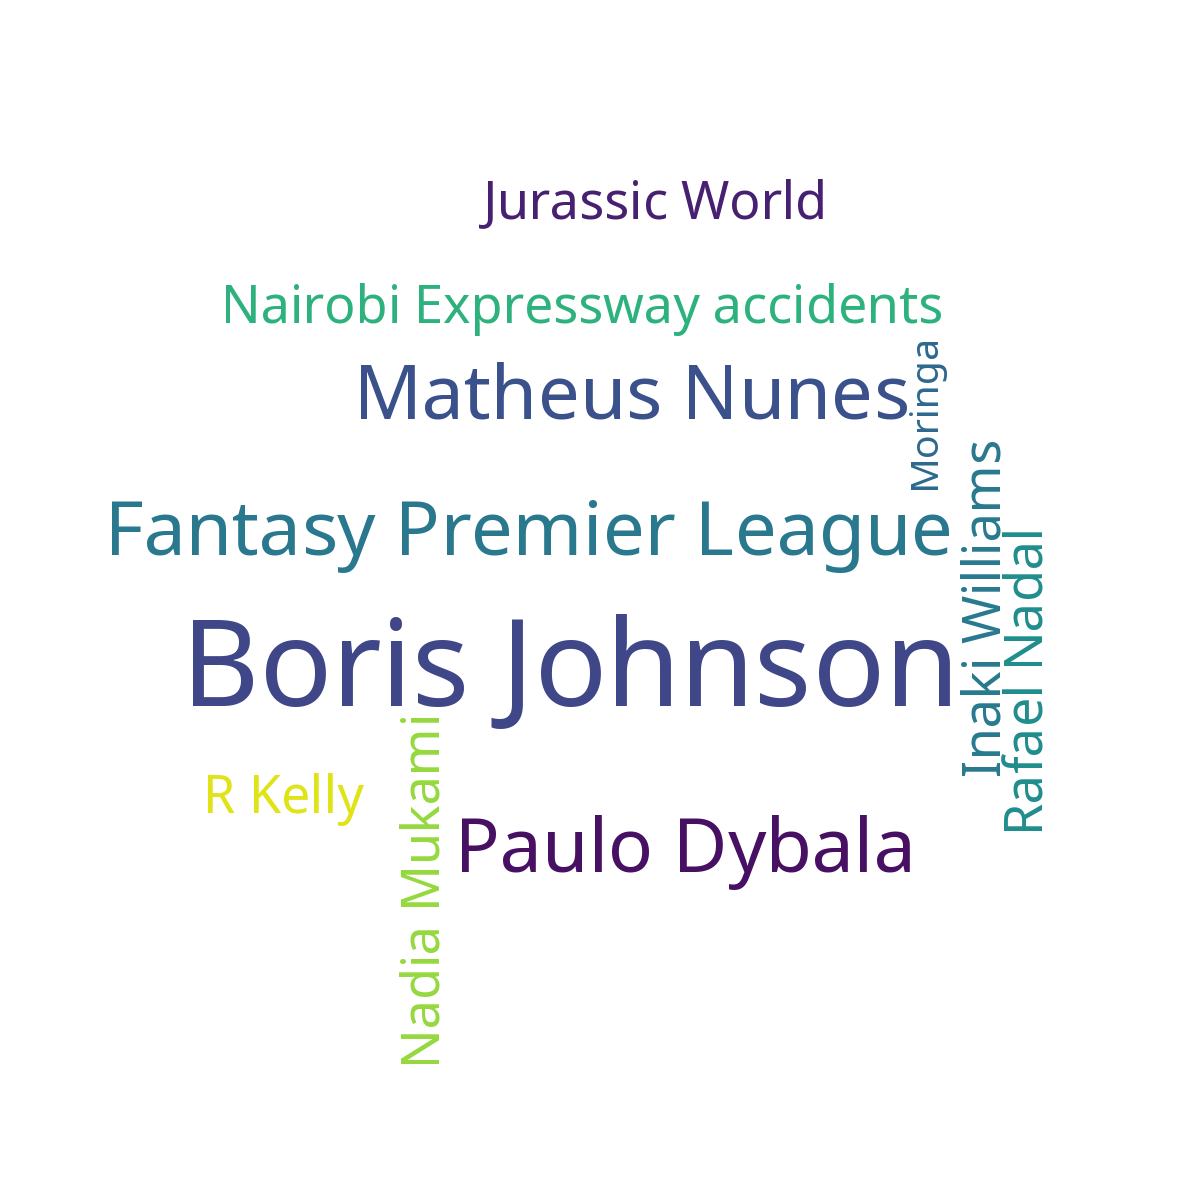 Jurassic World
Nairobi Expressway accidents
Matheus Nunes
Moringa
Fantasy Premier League
Inaki Williams
Rafael Nadal
Boris Johnson
R Kelly
Nadia Mukami
Paulo Dybala